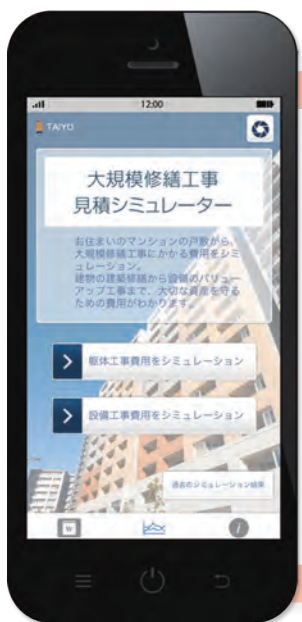 12:00
TAIYO
大規模修繕工事
見積シミュレーター
お住まいのマンションの戸数から、
大規模修繕工事にかかる費用をシミ
ュレーション。
建物の建築修繕から設備のバリュー
アップ工事まで、大切な資産を守る
ための費用がわかります。
躯体工事費用をシミュレーション
設備工事費用をシミュレーション
過去のシミュレーション結果